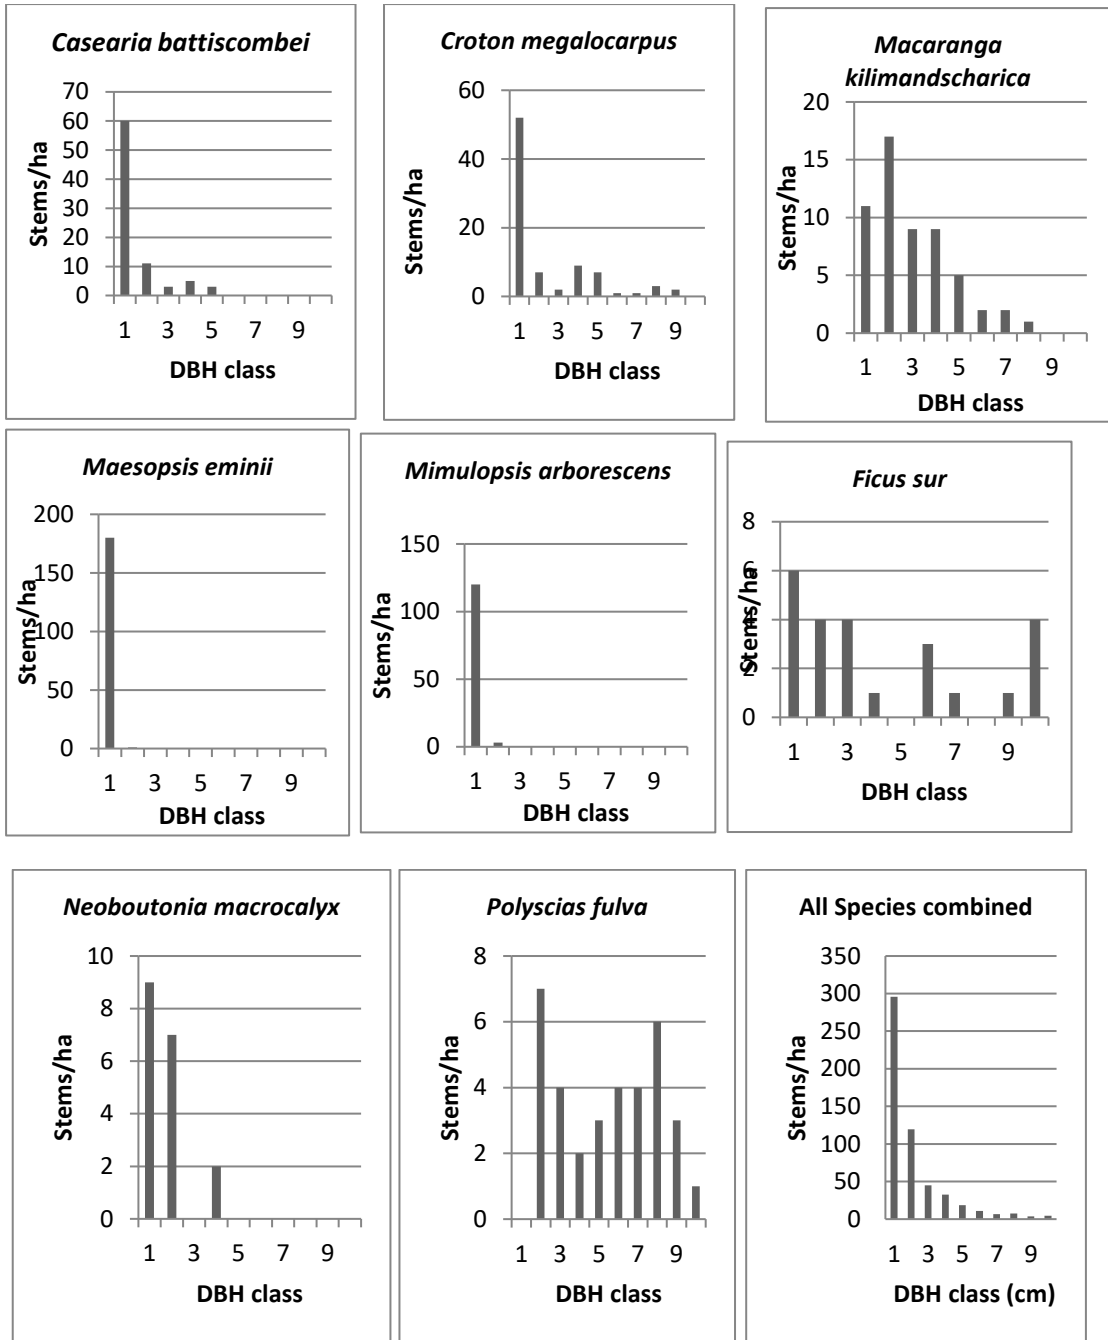 Casearia battiscombei
70
60
50
40
30
20
10
0
Stems/ha
1 3 5 7 9
DBH class
Croton megalocarpus
60
40
20
0
Stems/ha
1 3 5 7 9
DBH class
Macaranga
kilimandscharica
20
15
10
5
0
Stems/ha
1 3 5 7 9
DBH class
Maesopsis eminii
200
150
100
50
0
Stems/ha
1 3 5 7 9
DBH class
Mimulopsis arborescens
150
100
50
0
Stems/ha
1 3 5 7 9
DBH class
Ficus sur
8
6
4
2
0
Stems/ha
1 3 5 7 9
DBH class
Neoboutonia macrocalyx
10
8
6
4
2
0
Stems/ha
1 3 5 7 9
DBH class
Polyscias fulva
8
6
4
2
0
Stems/ha
1 3 5 7 9
DBH class
All Species combined
350
300
250
200
150
100
50
0
Stems/ha
1 3 5 7 9
DBH class (cm)